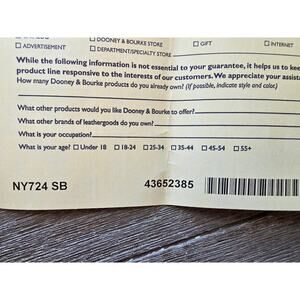 ☐ DOONEY & BOURKE STORE
☐ ADVERTISEMENT ☐ DEPARTMENT/SPECIALTY STORE ☐ GIFT ☐ INTERNET
While the following information is not essential to your guarantee, it helps us to kee
product line responsive to the interests of our customers. We appreciate your assista
How many Dooney & Bourke products do you already own? (If possible, indicate style and color.)
What other products would you like Dooney & Bourke to offer?
What other brands of leathergoods do you own?
What is your occupation?
What is your age? ☐ Under 18 ☐ 18-24 ☐ 25-34 ☐ 35-44 ☐ 45-54 ☐ 55+
NY724 SB 43652385